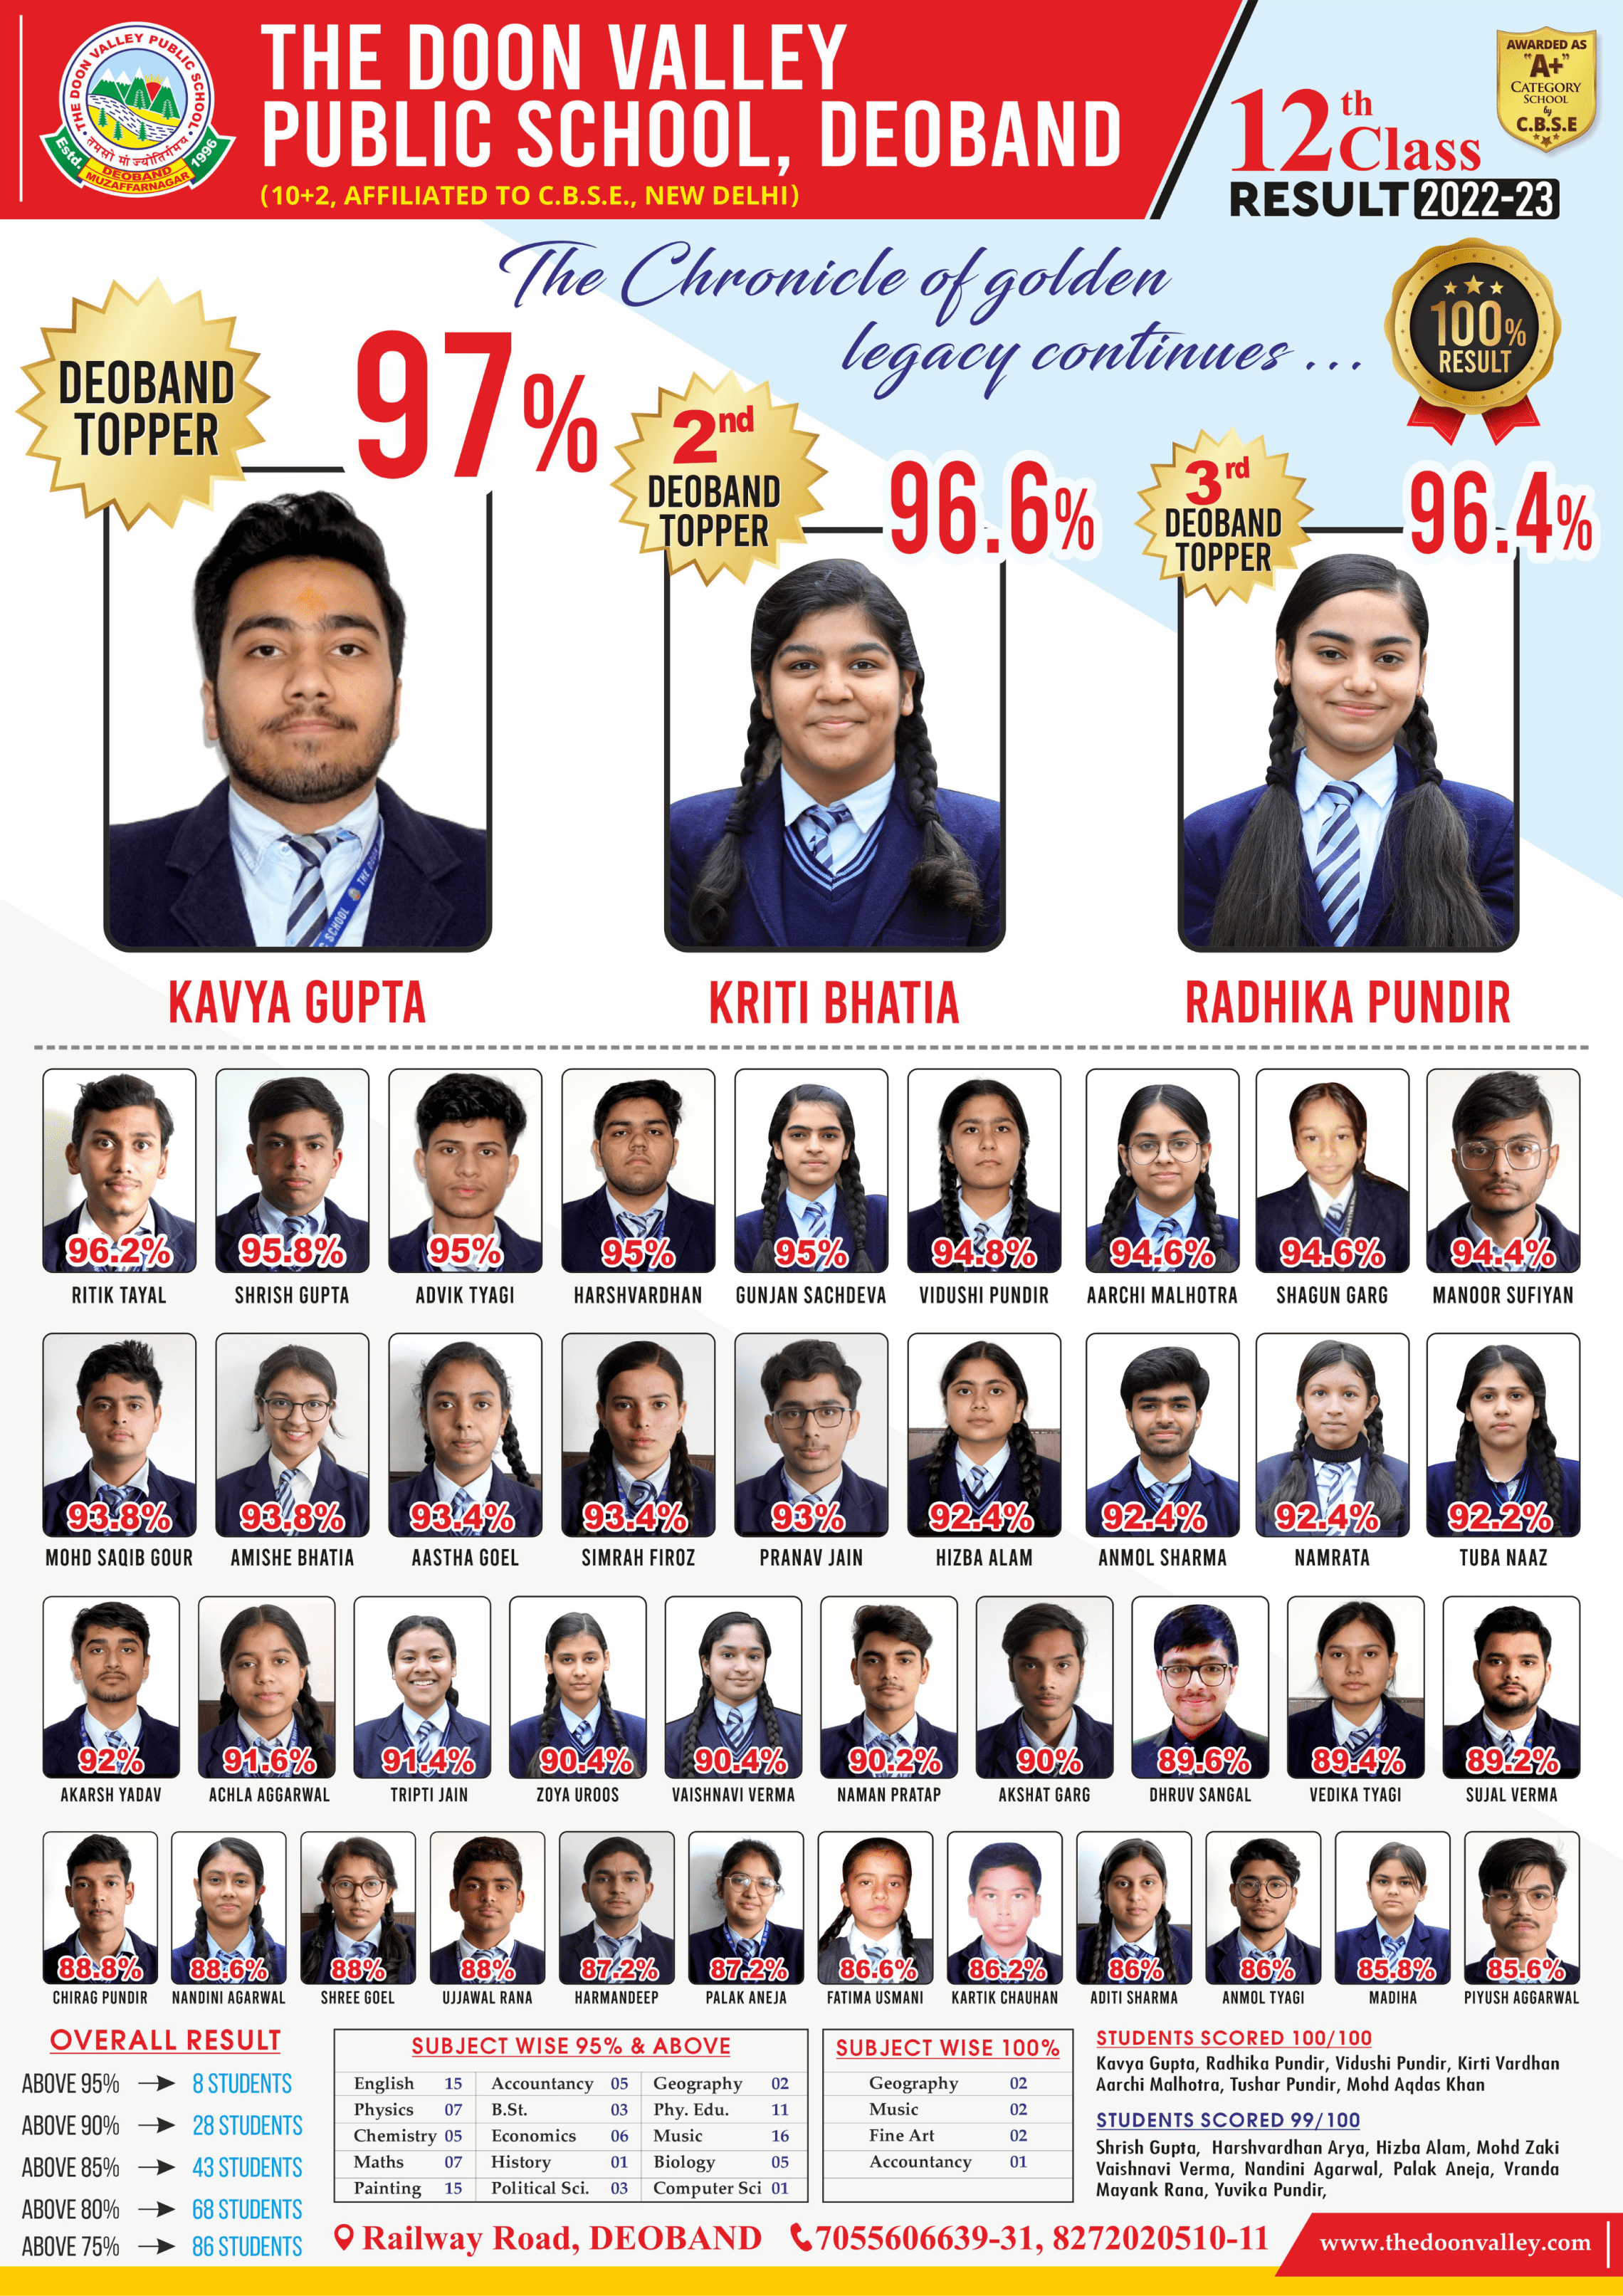 THE DOON VALLEY PUBLIC SCHOOL
तमसो मा ज्योतिर्गमय
Estd. 1996
DEOBAND
MUZAFFARNAGAR
THE DOON VALLEY
PUBLIC SCHOOL, DEOBAND
(10+2, AFFILIATED TO C.B.S.E., NEW DELHI)
12th Class
RESULT 2022-23
AWARDED AS
"A+"
CATEGORY
SCHOOL
by
C.B.S.E
The Chronicle of golden
legacy continues ...
100%
RESULT
DEOBAND
TOPPER
97%
2nd
DEOBAND
TOPPER
96.6%
3rd
DEOBAND
TOPPER
96.4%
SCHOOL
KAVYA GUPTA
KRITI BHATIA
RADHIKA PUNDIR
96.2% 95.8% 95% 95% 95% 94.8% 94.6% 94.6% 94.4%
RITIK TAYAL SHRISH GUPTA ADVIK TYAGI HARSHVARDHAN GUNJAN SACHDEVA VIDUSHI PUNDIR AARCHI MALHOTRA SHAGUN GARG MANOOR SUFIYAN
93.8% 93.8% 93.4% 93.4% 93% 92.4% 92.4% 92.4% 92.2%
MOHD SAQIB GOUR AMISHE BHATIA AASTHA GOEL SIMRAH FIROZ PRANAV JAIN HIZBA ALAM ANMOL SHARMA NAMRATA TUBA NAAZ
92% 91.6% 91.4% 90.4% 90.4% 90.2% 90% 89.6% 89.4% 89.2%
AKARSH YADAV ACHLA AGGARWAL TRIPTI JAIN ZOYA UROOS VAISHNAVI VERMA NAMAN PRATAP AKSHAT GARG DHRUV SANGAL VEDIKA TYAGI SUJAL VERMA
88.8% 88.6% 88% 88% 87.2% 87.2% 86.6% 86.2% 86% 86% 85.8% 85.6%
CHIRAG PUNDIR NANDINI AGARWAL SHREE GOEL UJJAWAL RANA HARMANDEEP PALAK ANEJA FATIMA USMANI KARTIK CHAUHAN ADITI SHARMA ANMOL TYAGI MADIHA PIYUSH AGGARWAL
OVERALL RESULT
ABOVE 95% → 8 STUDENTS
ABOVE 90% → 28 STUDENTS
ABOVE 85% → 43 STUDENTS
ABOVE 80% → 68 STUDENTS
ABOVE 75% → 86 STUDENTS
SUBJECT WISE 95% & ABOVE
English 15 Accountancy 05 Geography 02
Physics 07 B.St. 03 Phy. Edu. 11
Chemistry 05 Economics 06 Music 16
Maths 07 History 01 Biology 05
Painting 15 Political Sci. 03 Computer Sci 01
SUBJECT WISE 100%
Geography 02
Music 02
Fine Art 02
Accountancy 01
STUDENTS SCORED 100/100
Kavya Gupta, Radhika Pundir, Vidushi Pundir, Kirti Vardhan
Aarchi Malhotra, Tushar Pundir, Mohd Aqdas Khan
STUDENTS SCORED 99/100
Shrish Gupta, Harshvardhan Arya, Hizba Alam, Mohd Zaki
Vaishnavi Verma, Nandini Agarwal, Palak Aneja, Vranda
Mayank Rana, Yuvika Pundir,
Railway Road, DEOBAND 7055606639-31, 8272020510-11
www.thedoonvalley.com